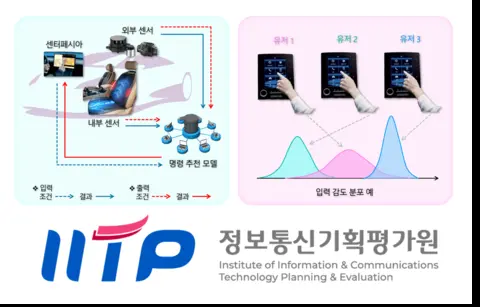 외부 센서
센터페시아
내부 센서
명령 추천 모델
❖ 입력
조건
결과
❖ 출력
조건
결과
유저 1
유저 2
유저 3
입력 감도 분포 예
IITP
정보통신기획평가원
Institute of Information & Communications
Technology Planning & Evaluation